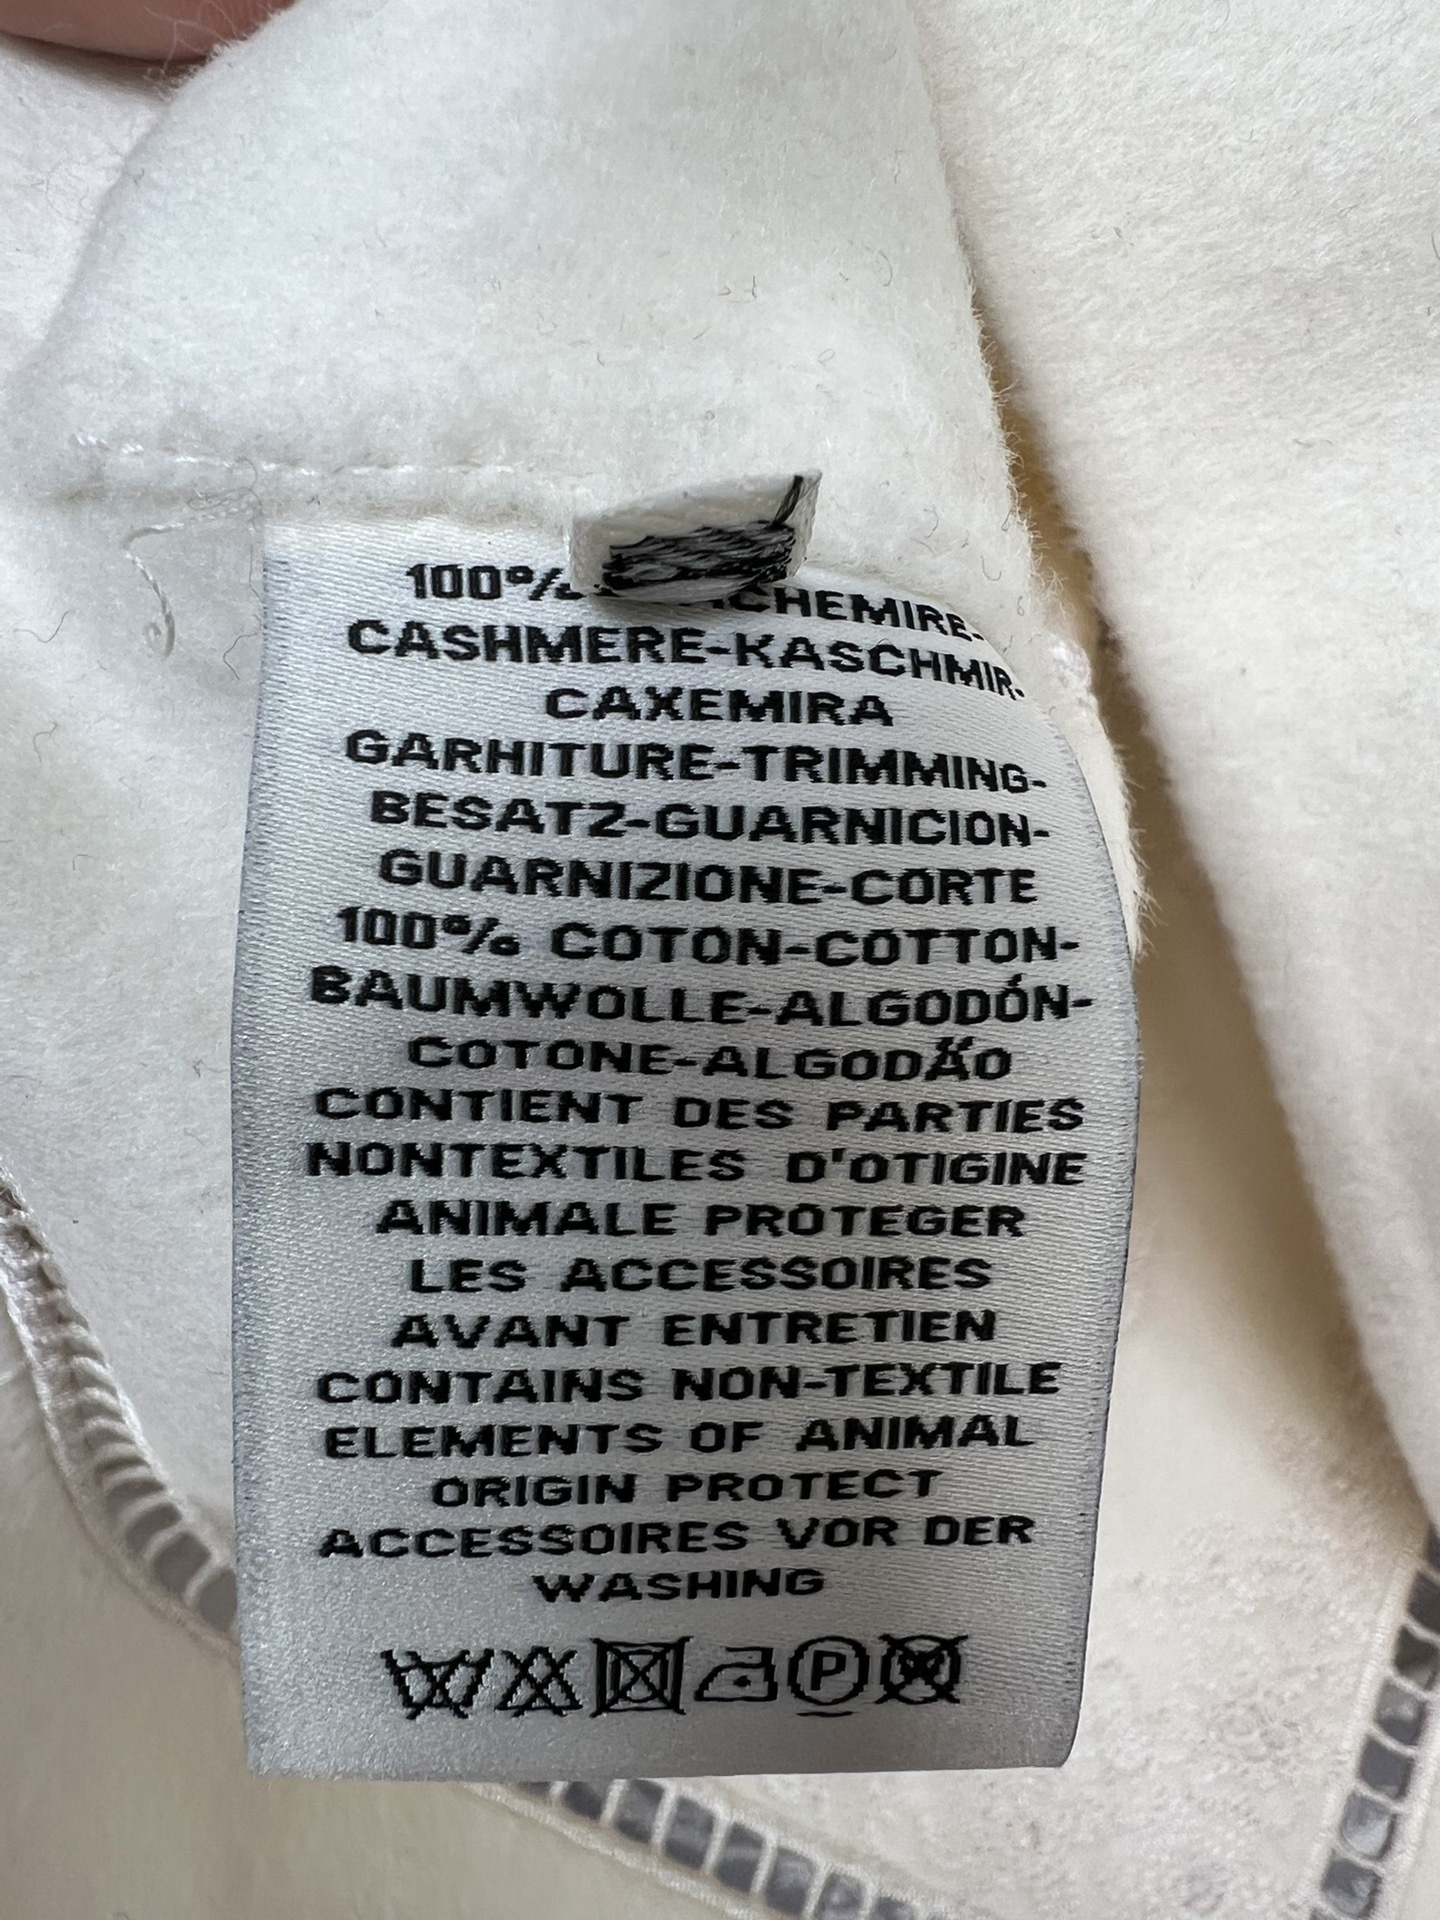 100%
CASHMERE-KASCHMIR-
CAXEMIRA
GARHITURE-TRIMMING-
BESATZ-GUARNICION-
GUARNIZIONE-CORTE
100% COTON-COTTON-
BAUMWOLLE-ALGODÓN-
COTONE-ALGODÄO
CONTIENT DES PARTIES
NONTEXTILES D'OTIGINE
ANIMALE PROTEGER
LES ACCESSOIRES
AVANT ENTRETIEN
CONTAINS NON-TEXTILE
ELEMENTS OF ANIMAL
ORIGIN PROTECT
ACCESSOIRES VOR DER
WASHING
P